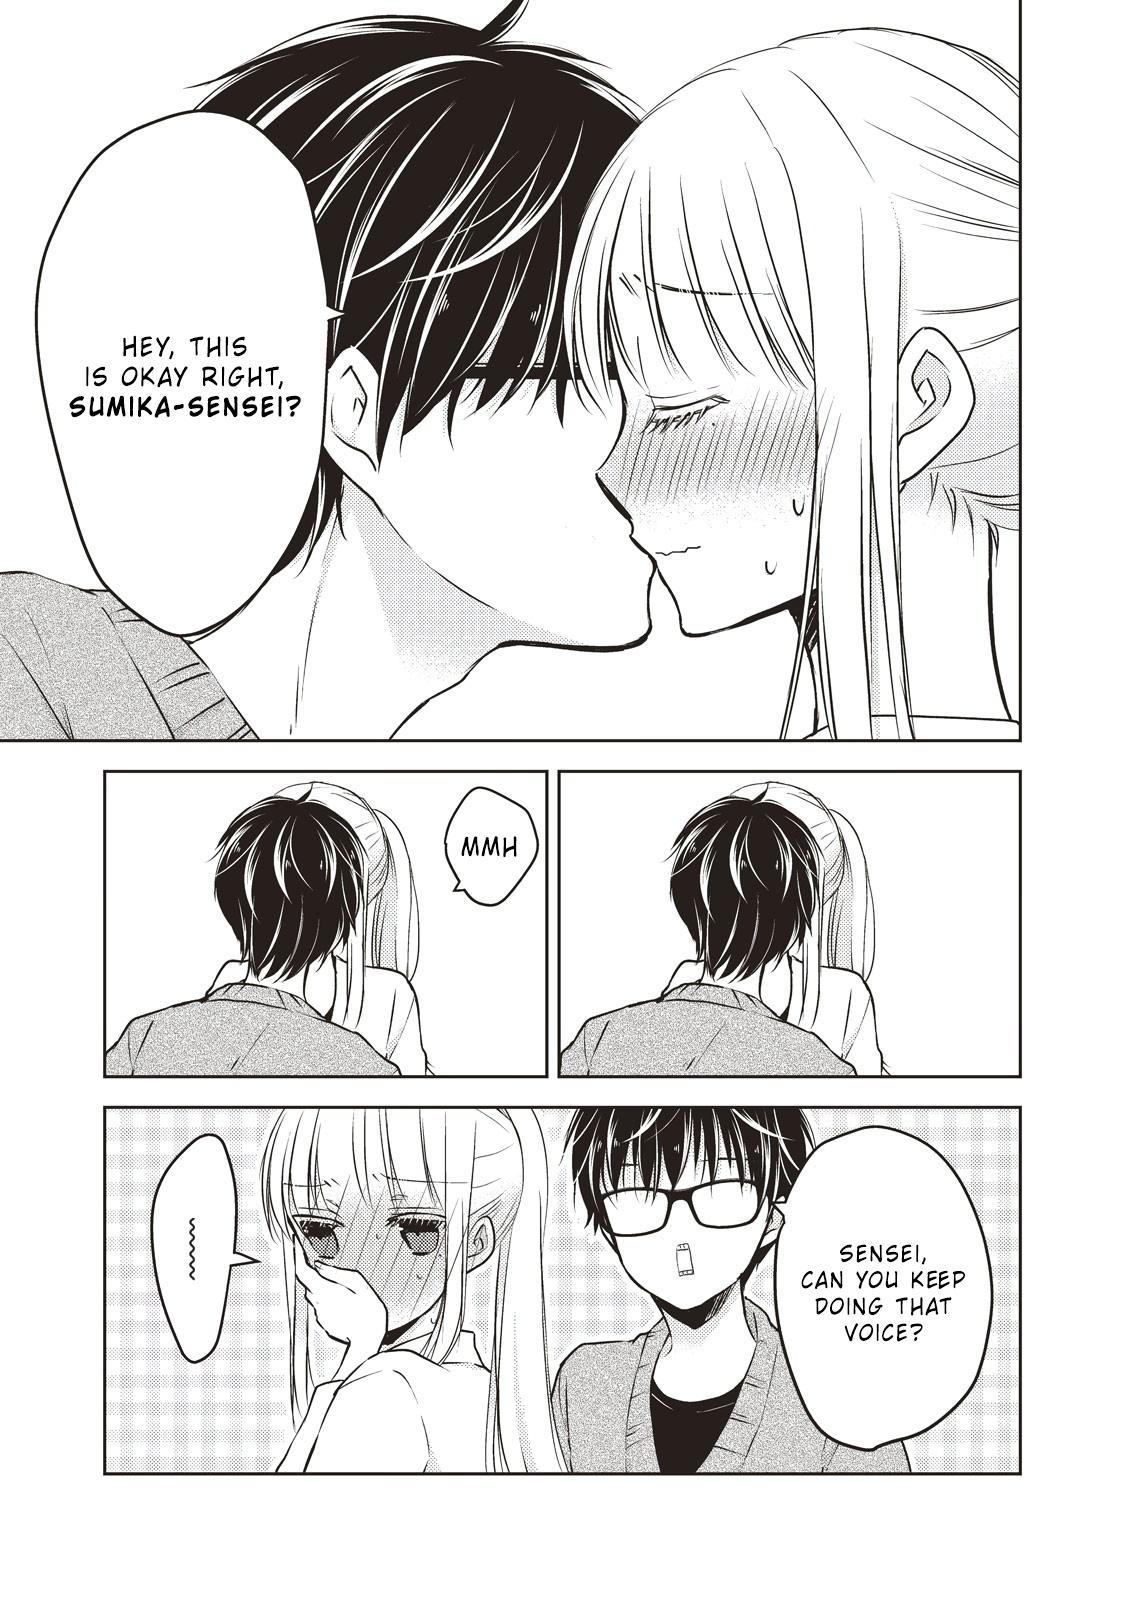 HEY, THIS
IS OKAY RIGHT,
SUMIKA-SENSEI?
MMH
SENSEI,
CAN YOU KEEP
DOING THAT
VOICE?